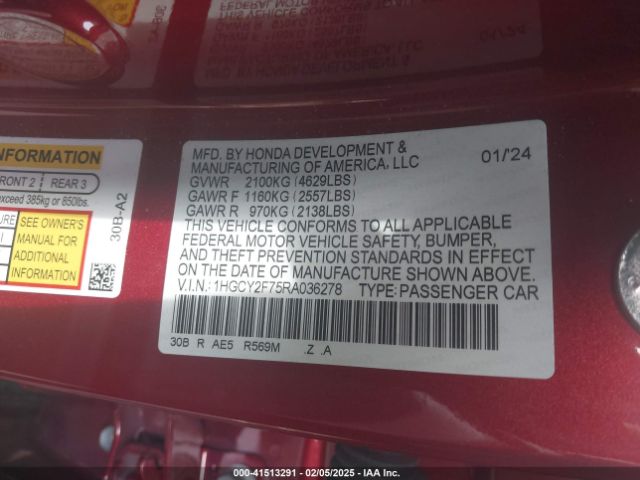 MFD. BY HONDA DEVELOPMENT &
MANUFACTURING OF AMERICA, LLC 01/'24
GVWR 2100KG (4629LBS)
GAWR F 1160KG (2557LBS)
GAWR R 970KG (2138LBS)
THIS VEHICLE CONFORMS TO ALL APPLICABLE
FEDERAL MOTOR VEHICLE SAFETY, BUMPER,
AND THEFT PREVENTION STANDARDS IN EFFECT
ON THE DATE OF MANUFACTURE SHOWN ABOVE.
V.I.N.:1HGCY2F75RA036278 TYPE:PASSENGER CAR
30B R AE5 R569M .Z .A
FRONT 2 REAR 3
exceed 385kg or 850lbs.
SEE OWNER'S
MANUAL FOR
ADDITIONAL
INFORMATION
30B-A2
000-41513291 - 02/05/2025 - IAA Inc.